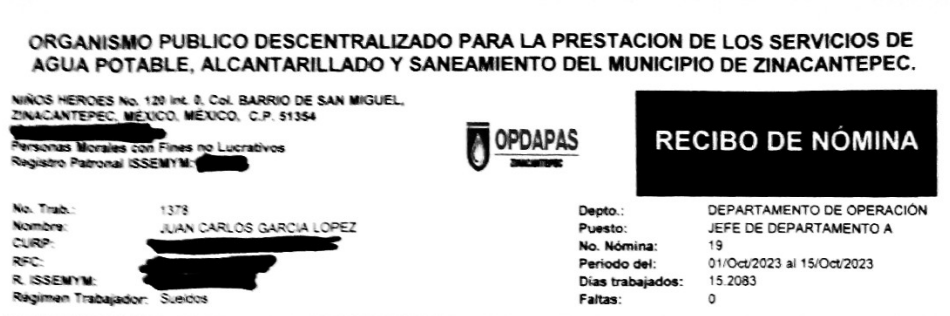 ORGANISMO PUBLICO DESCENTRALIZADO PARA LA PRESTACION DE LOS SERVICIOS DE
AGUA POTABLE, ALCANTARILLADO Y SANEAMIENTO DEL MUNICIPIO DE ZINACANTEPEC.
NIÑOS HEROES No. 120 Int. 0, Col. BARRIO DE SAN MIGUEL,
ZINACANTEPEC, MÉXICO, MÉXICO, C.P. 51354
Personas Morales con Fines no Lucrativos
Registro Patronal ISSEMYM:
OPDAPAS
ZINACANTEPEC
RECIBO DE NÓMINA
No. Trab.: 1378
Nombre: JUAN CARLOS GARCIA LOPEZ
CURP:
RFC:
R. ISSEMYM:
Régimen Trabajador: Sueldos
Depto.: DEPARTAMENTO DE OPERACIÓN
Puesto: JEFE DE DEPARTAMENTO A
No. Nómina: 19
Periodo del: 01/Oct/2023 al 15/Oct/2023
Días trabajados: 15.2083
Faltas: 0